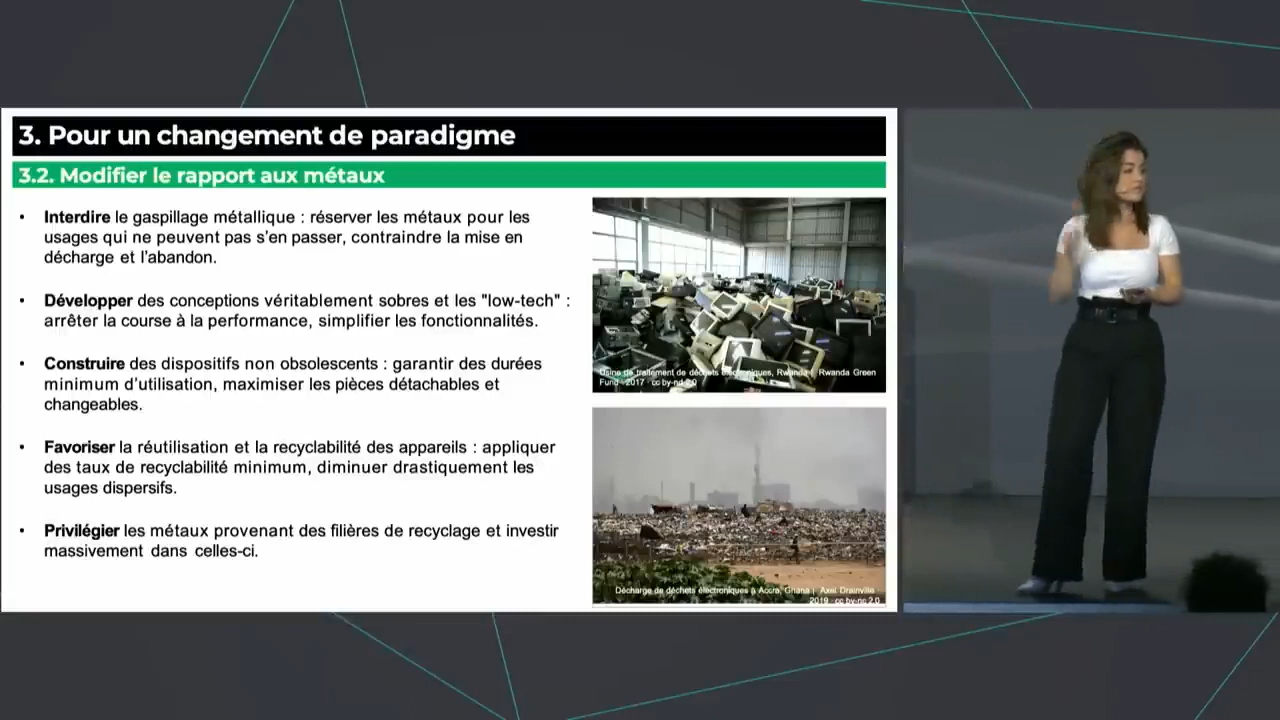 3. Pour un changement de paradigme
3.2. Modifier le rapport aux métaux
• Interdire le gaspillage métallique : réserver les métaux pour les
usages qui ne peuvent pas s'en passer, contraindre la mise en
décharge et l'abandon.
• Développer des conceptions véritablement sobres et les "low-tech" :
arrêter la course à la performance, simplifier les fonctionnalités.
• Construire des dispositifs non obsolescents : garantir des durées
minimum d'utilisation, maximiser les pièces détachables et
changeables.
• Favoriser la réutilisation et la recyclabilité des appareils : appliquer
des taux de recyclabilité minimum, diminuer drastiquement les
usages dispersifs.
• Privilégier les métaux provenant des filières de recyclage et investir
massivement dans celles-ci.
Usine de traitement de déchets électroniques, Rwanda | Rwanda Green
Fund · 2017 · cc by-nd 2.0
Décharge de déchets électroniques à Accra, Ghana | Axel Drainville
2019 · cc by-nc 2.0